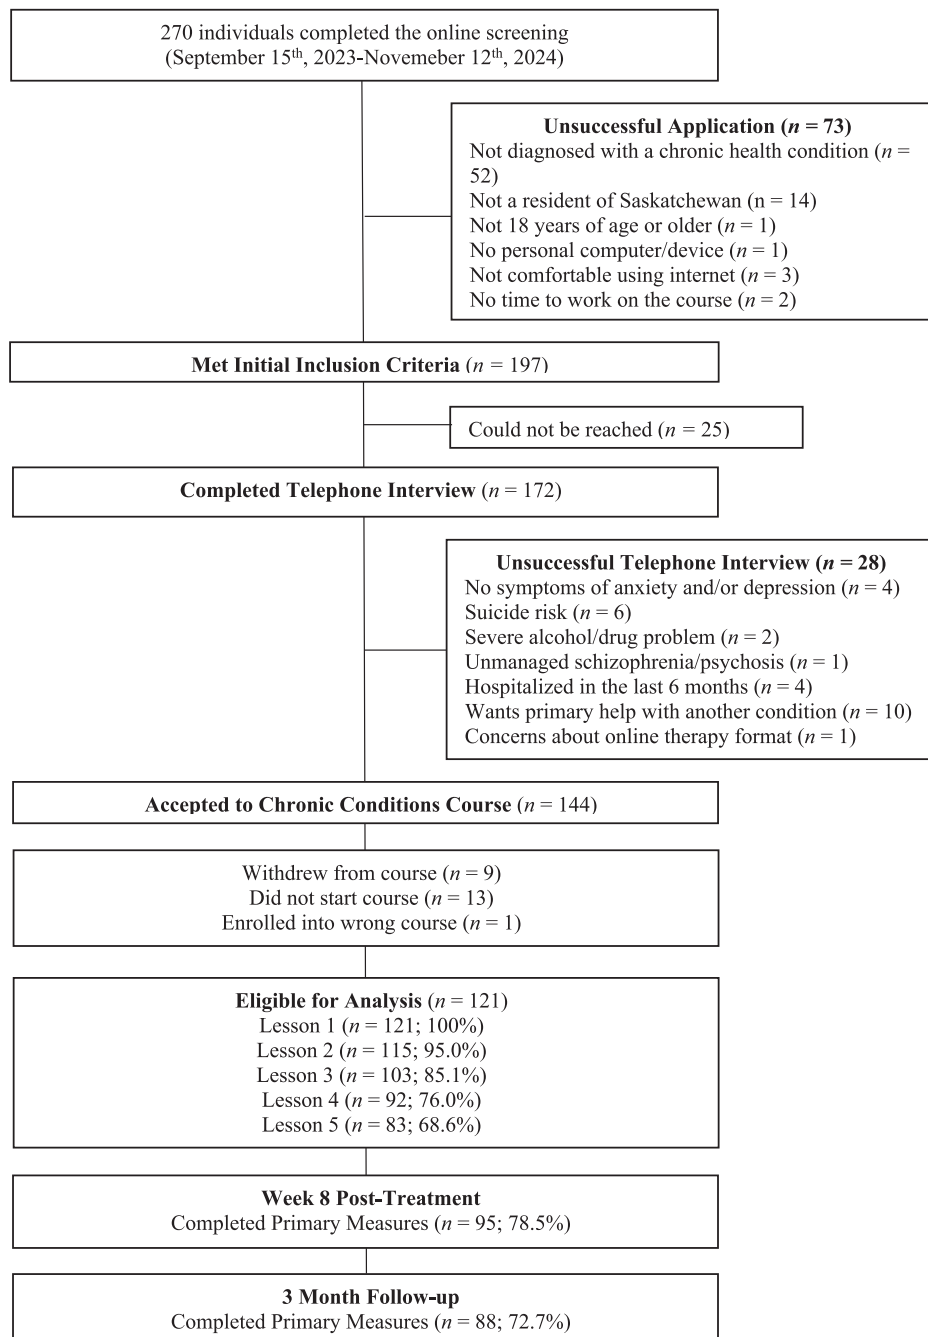 270 individuals completed the online screening
(September 15th, 2023-Novemeber 12th, 2024)
Unsuccessful Application (n = 73)
Not diagnosed with a chronic health condition (n =
52)
Not a resident of Saskatchewan (n = 14)
Not 18 years of age or older (n = 1)
No personal computer/device (n = 1)
Not comfortable using internet (n = 3)
No time to work on the course (n = 2)
Met Initial Inclusion Criteria (n = 197)
Could not be reached (n = 25)
Completed Telephone Interview (n = 172)
Unsuccessful Telephone Interview (n = 28)
No symptoms of anxiety and/or depression (n = 4)
Suicide risk (n = 6)
Severe alcohol/drug problem (n = 2)
Unmanaged schizophrenia/psychosis (n = 1)
Hospitalized in the last 6 months (n = 4)
Wants primary help with another condition (n = 10)
Concerns about online therapy format (n = 1)
Accepted to Chronic Conditions Course (n = 144)
Withdrew from course (n = 9)
Did not start course (n = 13)
Enrolled into wrong course (n = 1)
Eligible for Analysis (n = 121)
Lesson 1 (n = 121; 100%)
Lesson 2 (n = 115; 95.0%)
Lesson 3 (n = 103; 85.1%)
Lesson 4 (n = 92; 76.0%)
Lesson 5 (n = 83; 68.6%)
Week 8 Post-Treatment
Completed Primary Measures (n = 95; 78.5%)
3 Month Follow-up
Completed Primary Measures (n = 88; 72.7%)